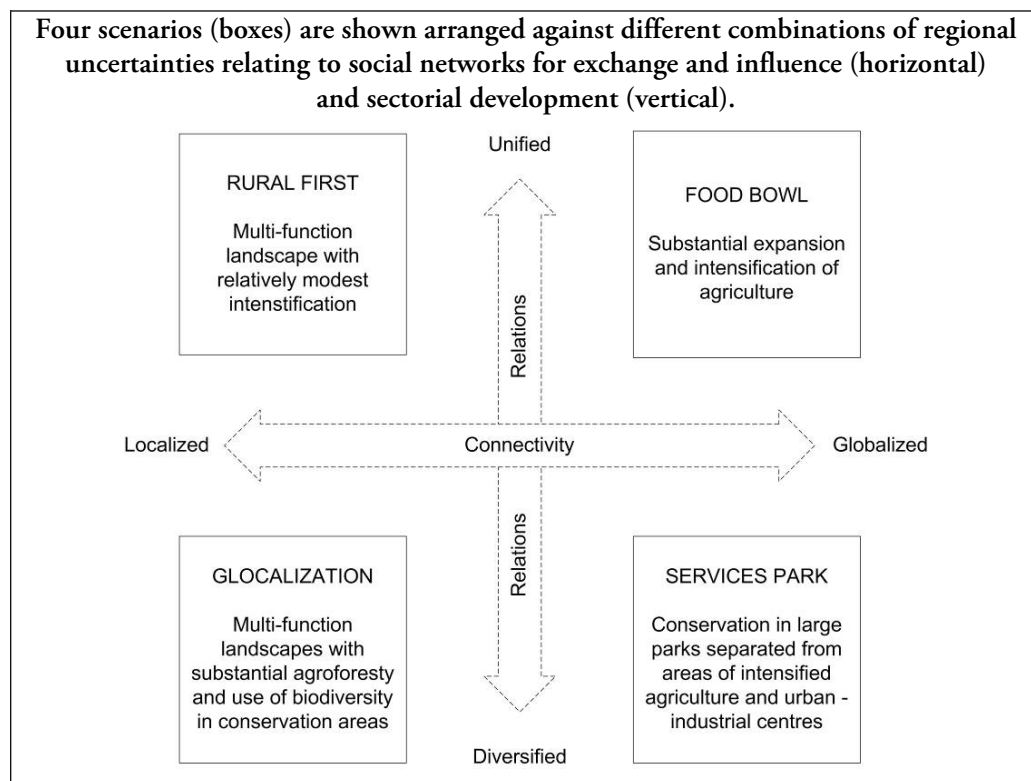 Four scenarios (boxes) are shown arranged against different combinations of regional
uncertainties relating to social networks for exchange and influence (horizontal)
and sectorial development (vertical).
Unified
RURAL FIRST
Multi-function
landscape with
relatively modest
intenstification
FOOD BOWL
Substantial expansion
and intensification of
agriculture
Relations
Localized
Connectivity
Globalized
Relations
GLOCALIZATION
Multi-function
landscapes with
substantial agroforesty
and use of biodiversity
in conservation areas
SERVICES PARK
Conservation in large
parks separated from
areas of intensified
agriculture and urban -
industrial centres
Diversified